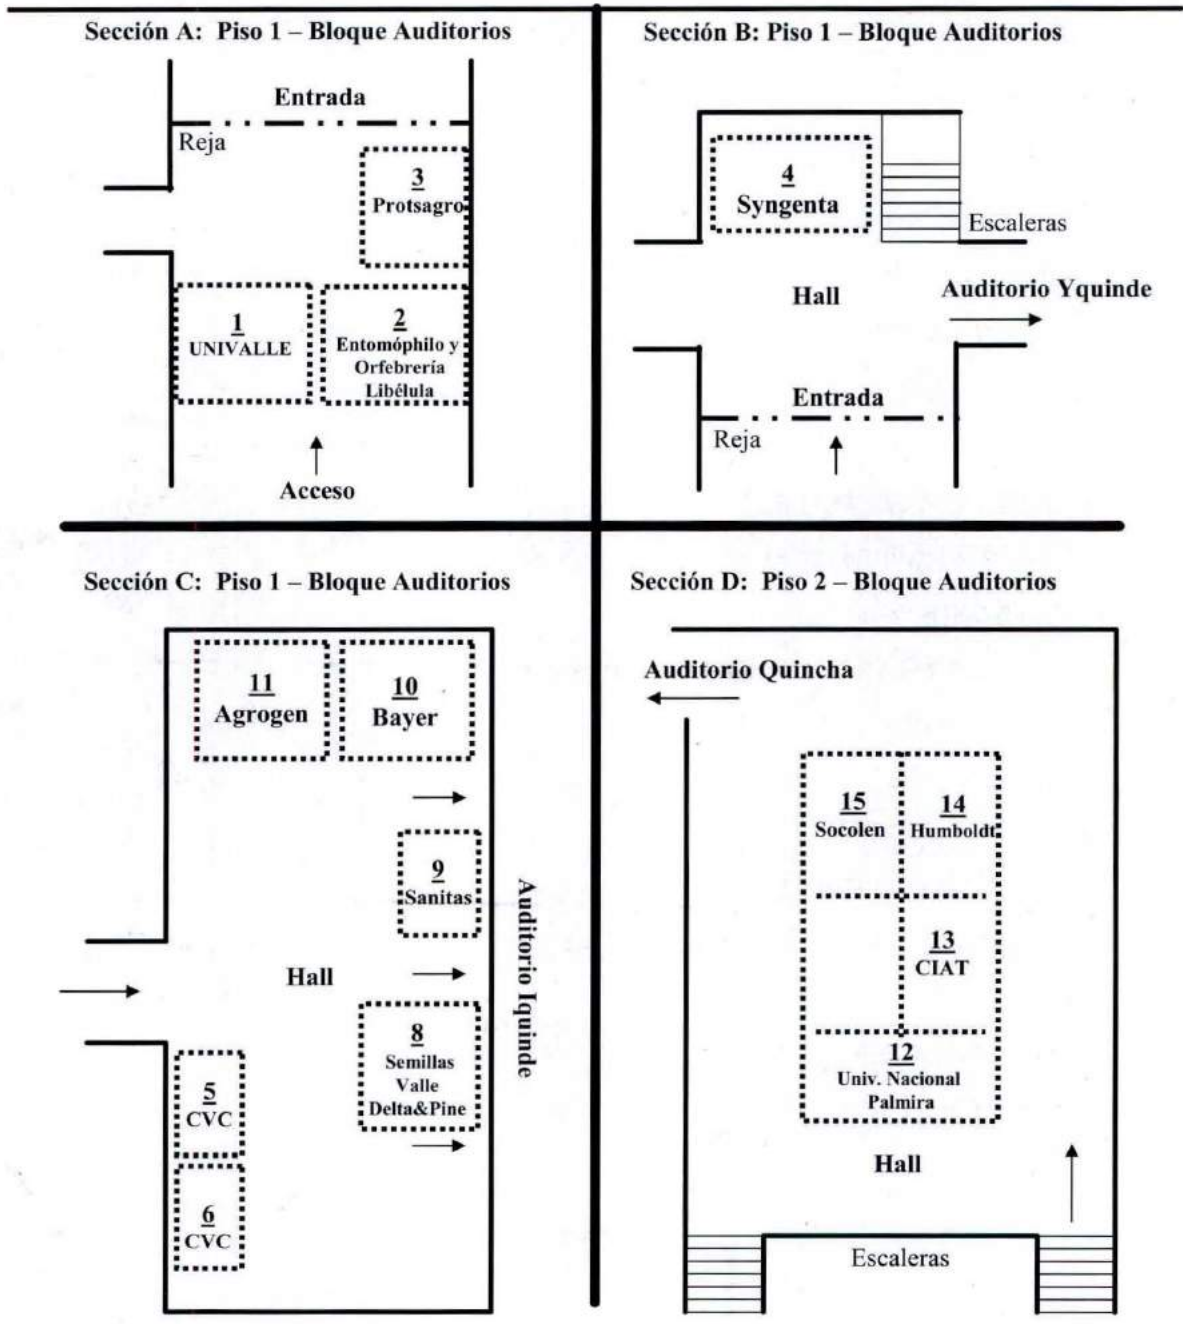 Sección A: Piso 1 – Bloque Auditorios
Entrada
Reja
3
Protsagro
1
UNIVALLE
2
Entomóphilo y
Orfebrería
Libélula
Acceso
Sección B: Piso 1 – Bloque Auditorios
4
Syngenta
Escaleras
Hall
Auditorio Yquinde
Entrada
Reja
Sección C: Piso 1 – Bloque Auditorios
11
Agrogen
10
Bayer
9
Sanitas
Hall
Auditorio Iquinde
8
Semillas
Valle
Delta&Pine
5
CVC
6
CVC
Sección D: Piso 2 – Bloque Auditorios
Auditorio Quincha
15
Socolen
14
Humboldt
13
CIAT
12
Univ. Nacional
Palmira
Hall
Escaleras